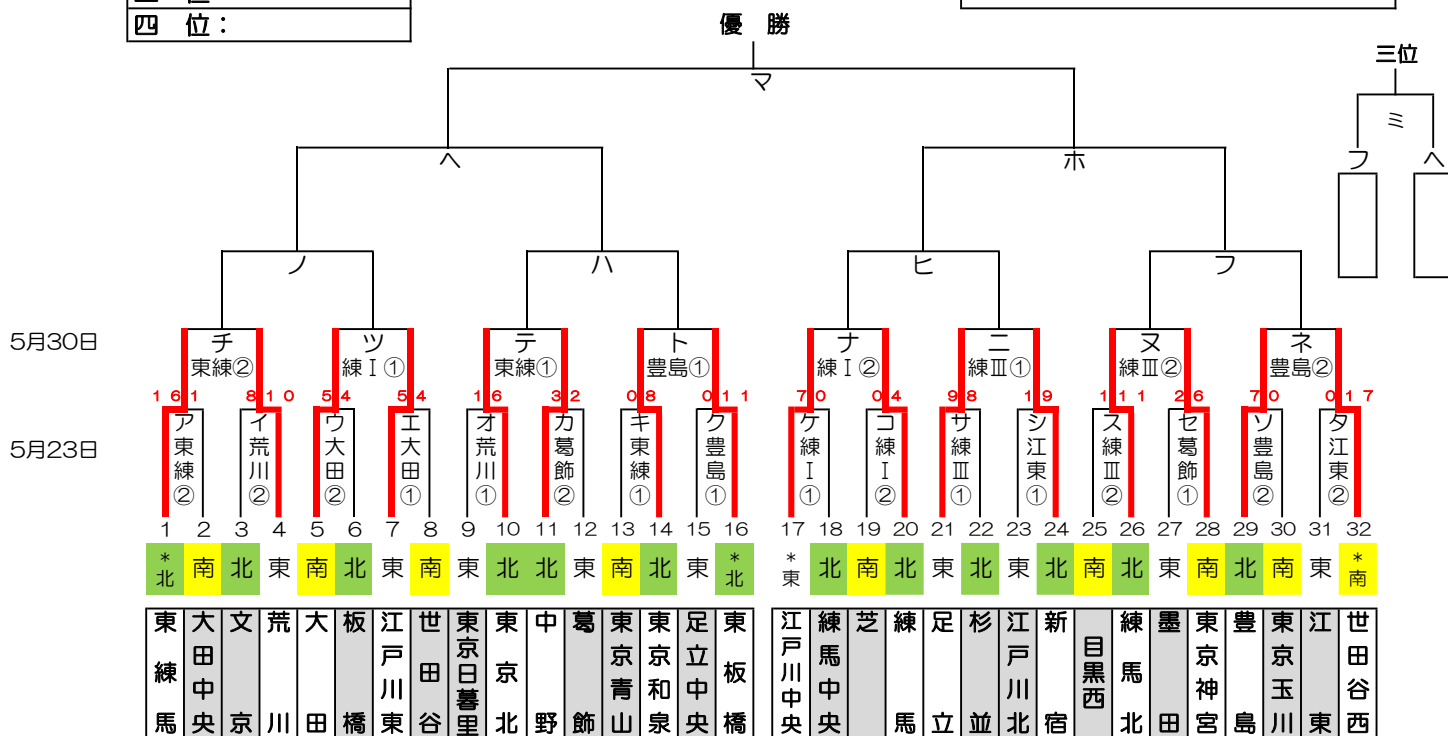 四 位：
優 勝
三位
マ
ミ
ヘ
ホ
フ
ヘ
ノ
ハ
ヒ
フ
5月30日
チ
ツ
テ
ト
ナ
ニ
ヌ
ネ
東練②
練Ⅰ①
東練①
豊島①
練Ⅰ②
練Ⅲ①
練Ⅲ②
豊島②
16 1 8 10 5 4 5 4 1 6 3 2 0 8 0 11 7 0 0 4 9 8 1 9 1 11 2 6 7 0 0 17
5月23日
ア東練②
イ荒川②
ウ大田②
エ大田①
オ荒川①
カ葛飾②
キ東練①
ク豊島①
ケ練Ⅰ①
コ練Ⅰ②
サ練Ⅲ①
シ江東①
ス練Ⅲ②
セ葛飾①
ソ豊島②
タ江東②
1 2 3 4 5 6 7 8 9 10 11 12 13 14 15 16 17 18 19 20 21 22 23 24 25 26 27 28 29 30 31 32
*北 南 北 東 南 北 東 南 東 北 北 東 南 北 東 *北 *東 北 南 北 東 北 東 北 南 北 東 南 北 南 東 *南
東練馬
大田中央
文京
荒川
大田
板橋
江戸川東
世田谷
東京日暮里
東京北
中野
葛飾
東京青山
東京和泉
足立中央
東板橋
江戸川中央
練馬中央
芝
練馬
足立
杉並
江戸川北
新宿
目黒西
練馬北
墨田
東京神宮
豊島
東京玉川
江東
世田谷西